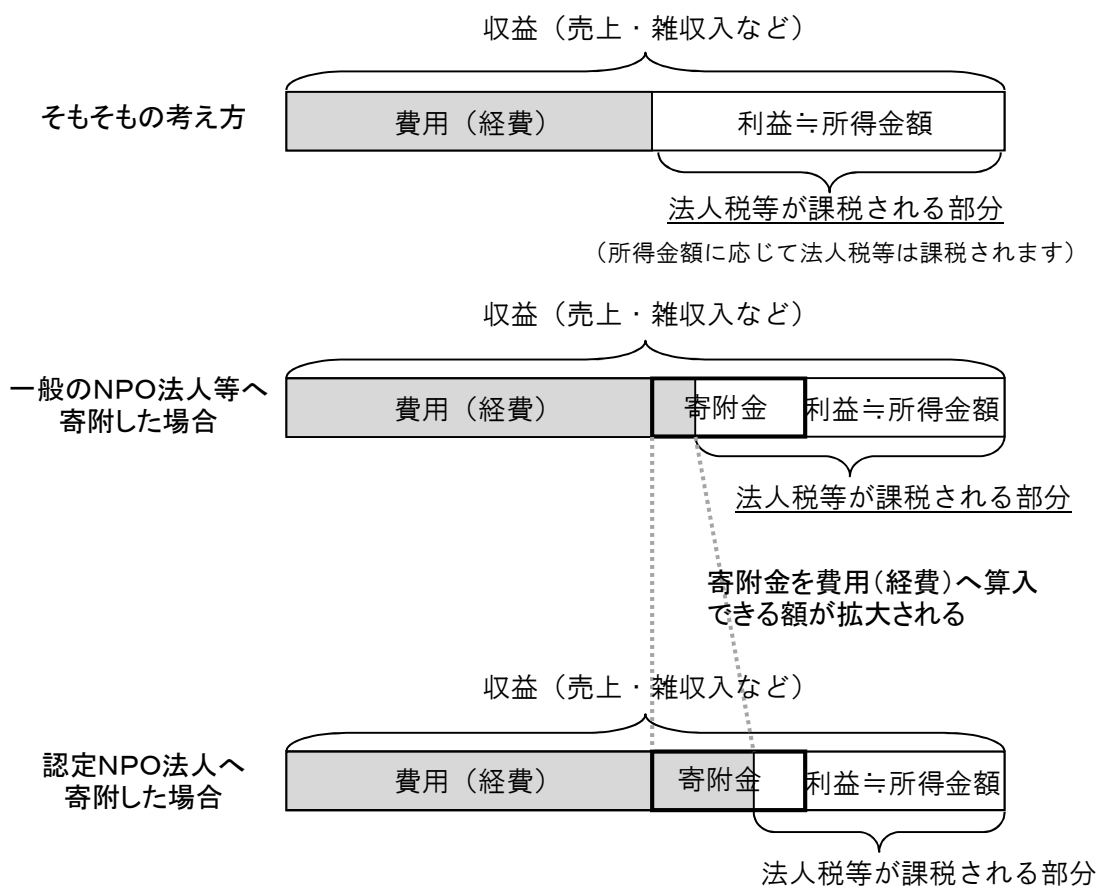 収益（売上・雑収入など）
そもそもの考え方
費用（経費）
利益≒所得金額
法人税等が課税される部分
（所得金額に応じて法人税等は課税されます）
収益（売上・雑収入など）
一般のNPO法人等へ
寄附した場合
費用（経費）
寄附金
利益≒所得金額
法人税等が課税される部分
寄附金を費用（経費）へ算入
できる額が拡大される
収益（売上・雑収入など）
認定NPO法人へ
寄附した場合
費用（経費）
寄附金
利益≒所得金額
法人税等が課税される部分